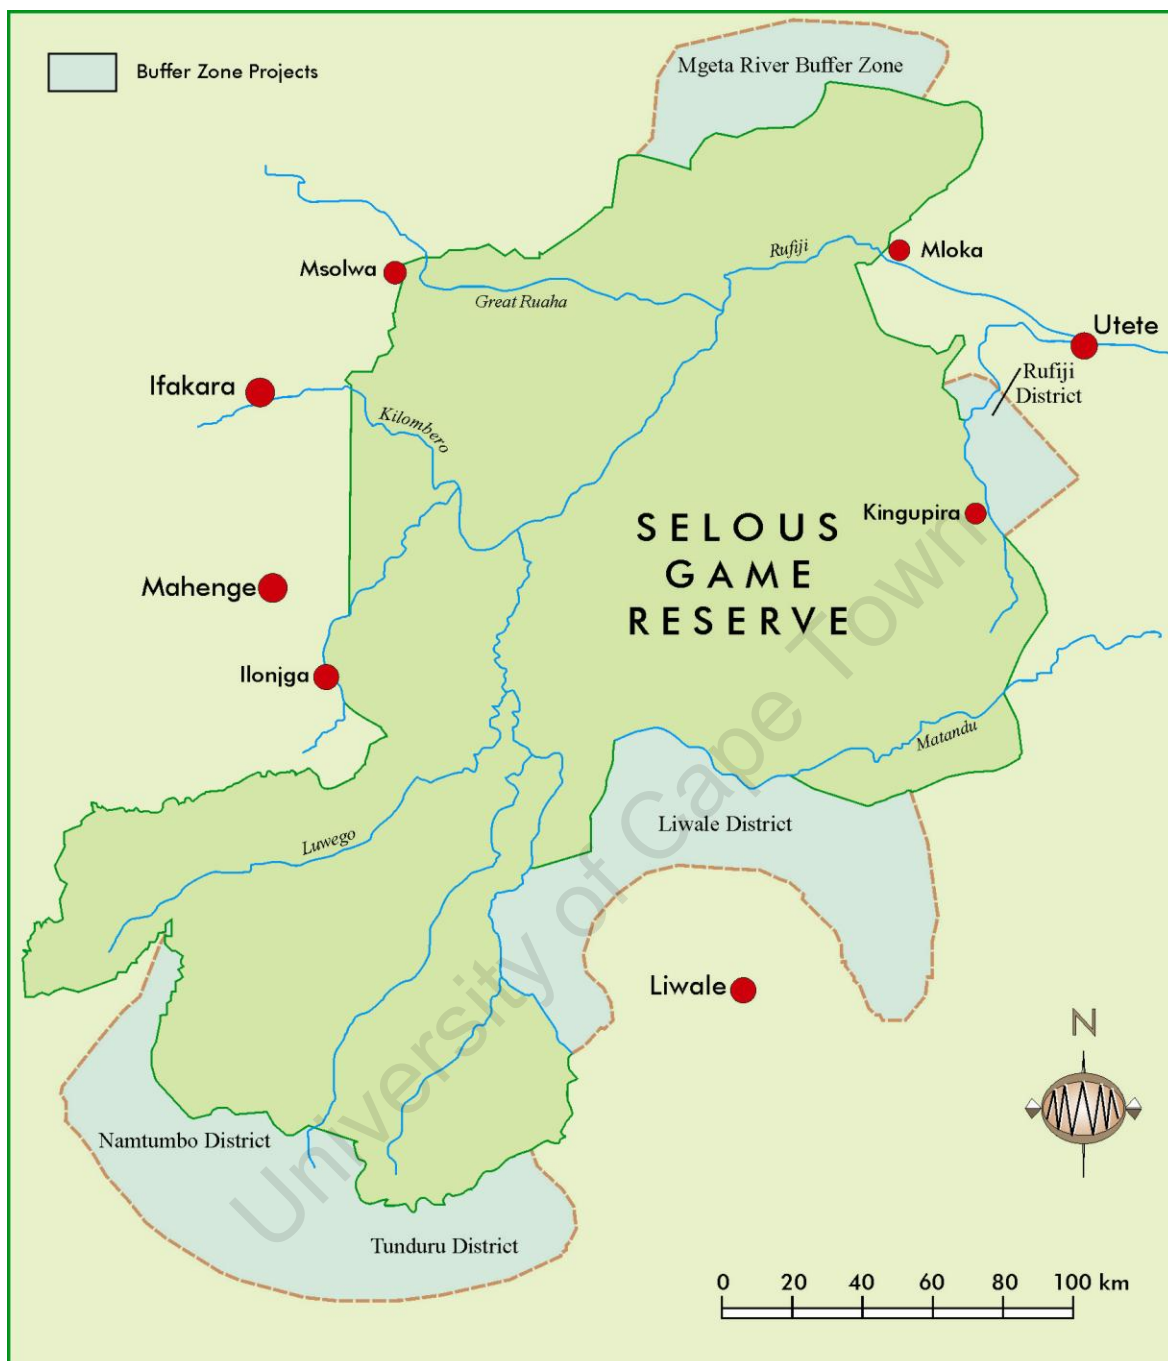 Buffer Zone Projects
Mgeta River Buffer Zone
Msolwa
Great Ruaha
Rufiji
Mloka
Utete
Rufiji
District
Ifakara
Kilombero
SELOUS
GAME
RESERVE
Kingupira
Mahenge
Ilonjga
Matandu
Luwego
Liwale District
Liwale
N
Namtumbo District
Tunduru District
0 20 40 60 80 100 km
University of Cape Town